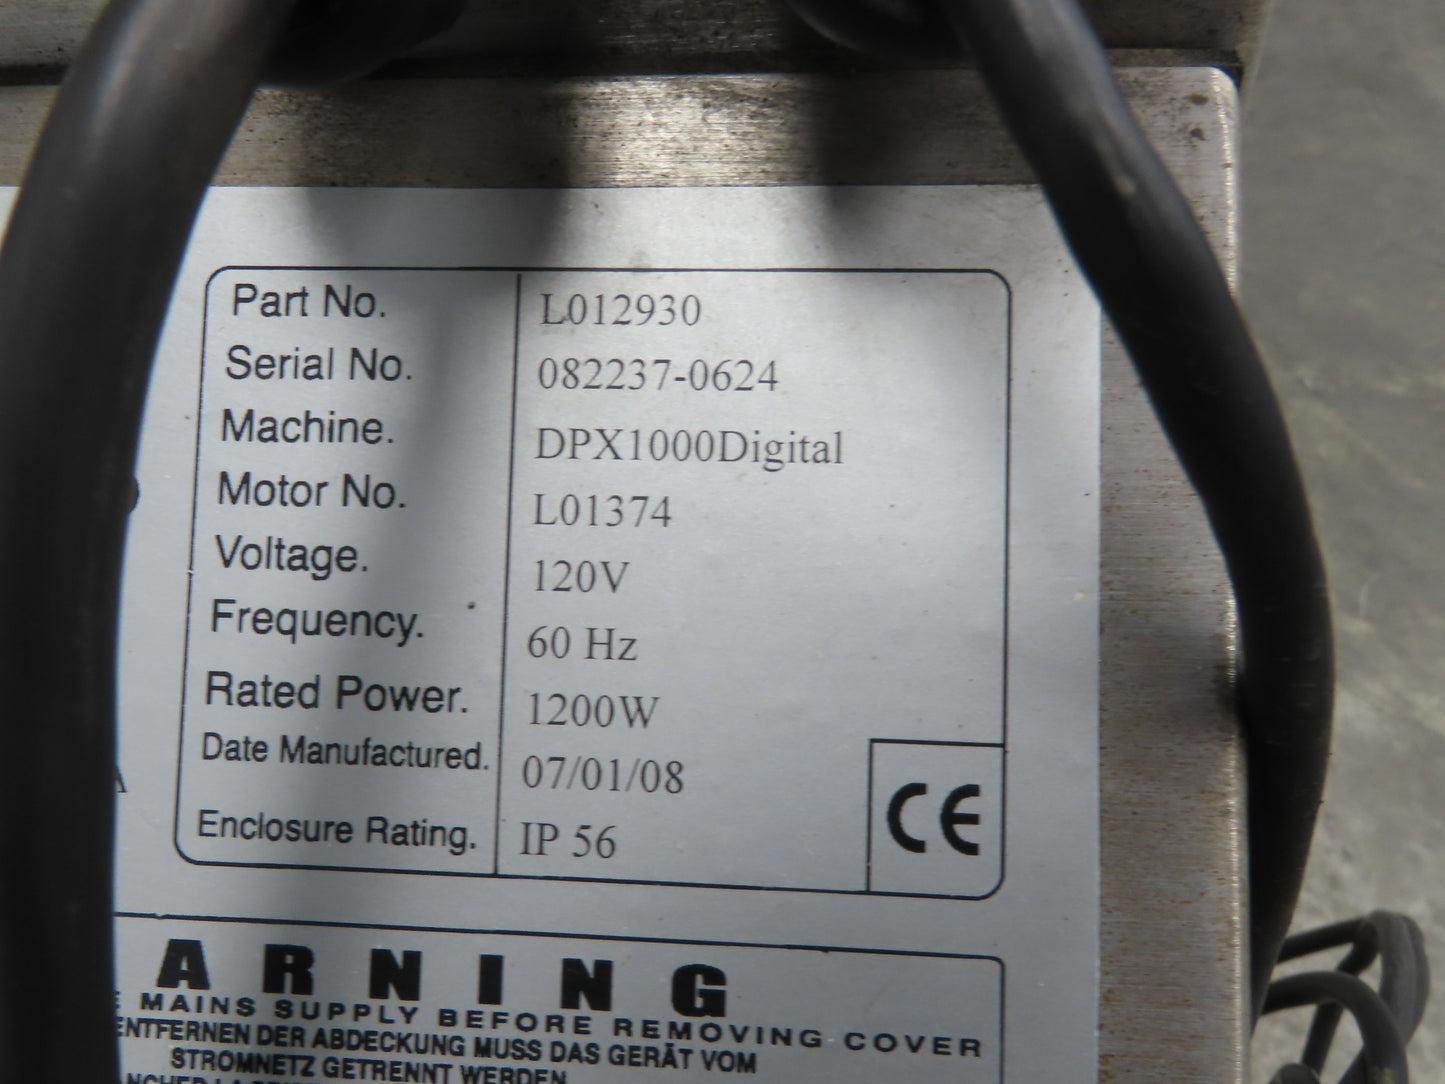 Part No. L012930
Serial No. 082237-0624
Machine. DPX1000Digital
Motor No. L01374
Voltage. 120V
Frequency. 60 Hz
Rated Power. 1200W
Date Manufactured. 07/01/08
Enclosure Rating. IP 56
CE
ARNING
MAINS SUPPLY BEFORE REMOVING COVER
ENTFERNEN DER ABDECKUNG MUSS DAS GERÄT VOM
STROMNETZ GETRENNT WERDEN